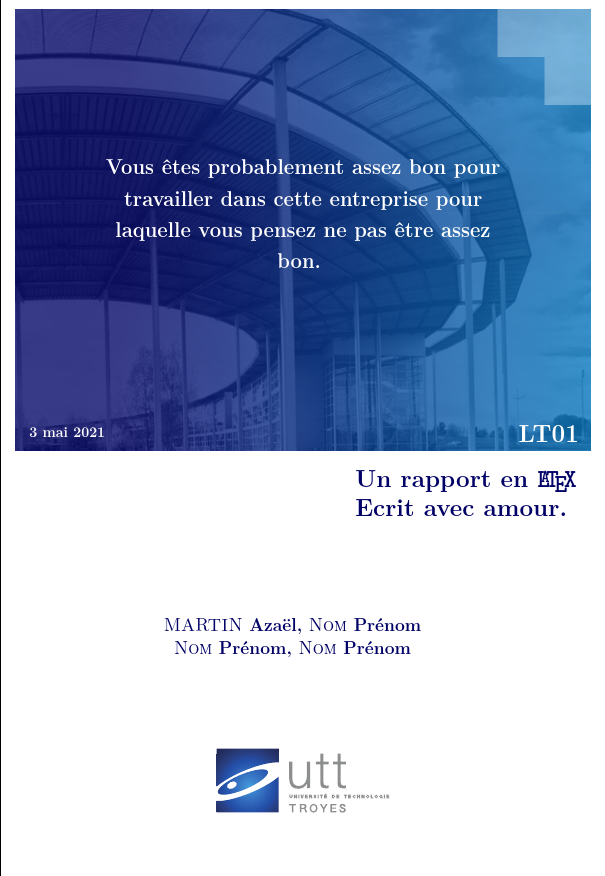 Vous êtes probablement assez bon pour
travailler dans cette entreprise pour
laquelle vous pensez ne pas être assez
bon.
3 mai 2021
LT01
Un rapport en LATEX
Ecrit avec amour.
MARTIN Azaël, Nom Prénom
Nom Prénom, Nom Prénom
utt
UNIVERSITÉ DE TECHNOLOGIE
TROYES